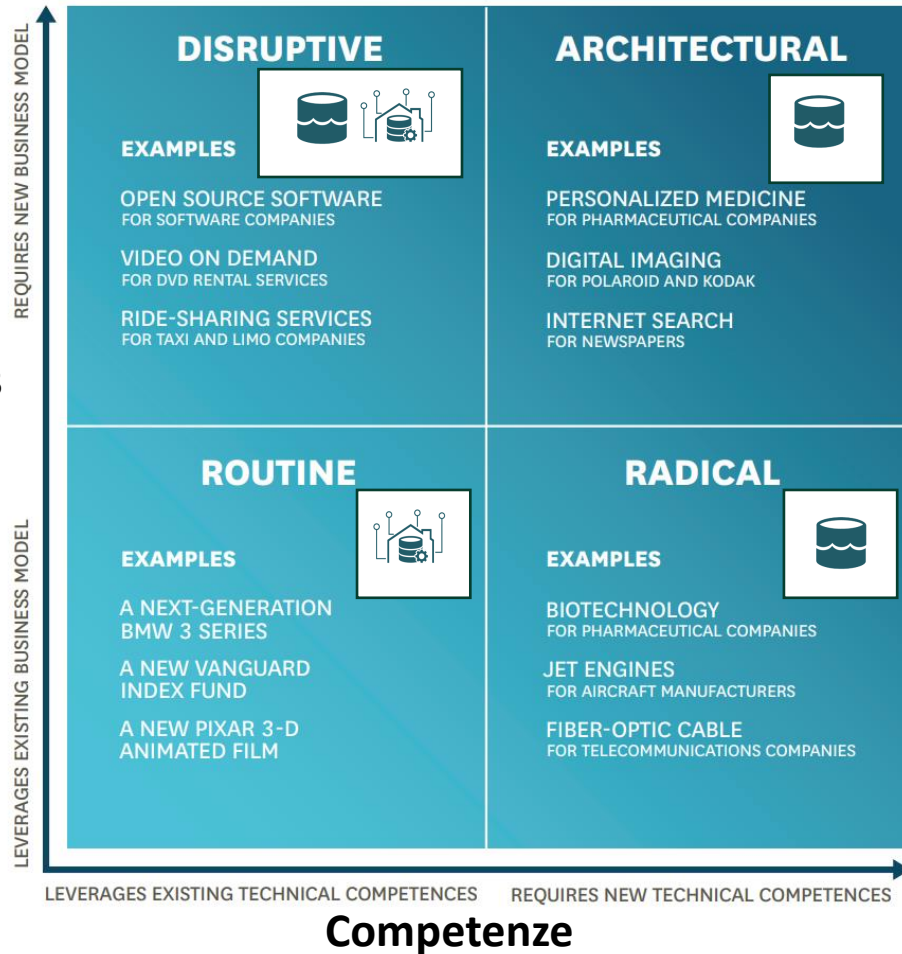 REQUIRES NEW BUSINESS MODEL
LEVERAGES EXISTING BUSINESS MODEL
DISRUPTIVE
EXAMPLES
OPEN SOURCE SOFTWARE
FOR SOFTWARE COMPANIES
VIDEO ON DEMAND
FOR DVD RENTAL SERVICES
RIDE-SHARING SERVICES
FOR TAXI AND LIMO COMPANIES
ARCHITECTURAL
EXAMPLES
PERSONALIZED MEDICINE
FOR PHARMACEUTICAL COMPANIES
DIGITAL IMAGING
FOR POLAROID AND KODAK
INTERNET SEARCH
FOR NEWSPAPERS
ROUTINE
EXAMPLES
A NEXT-GENERATION
BMW 3 SERIES
A NEW VANGUARD
INDEX FUND
A NEW PIXAR 3-D
ANIMATED FILM
RADICAL
EXAMPLES
BIOTECHNOLOGY
FOR PHARMACEUTICAL COMPANIES
JET ENGINES
FOR AIRCRAFT MANUFACTURERS
FIBER-OPTIC CABLE
FOR TELECOMMUNICATIONS COMPANIES
LEVERAGES EXISTING TECHNICAL COMPETENCES
REQUIRES NEW TECHNICAL COMPETENCES
Competenze